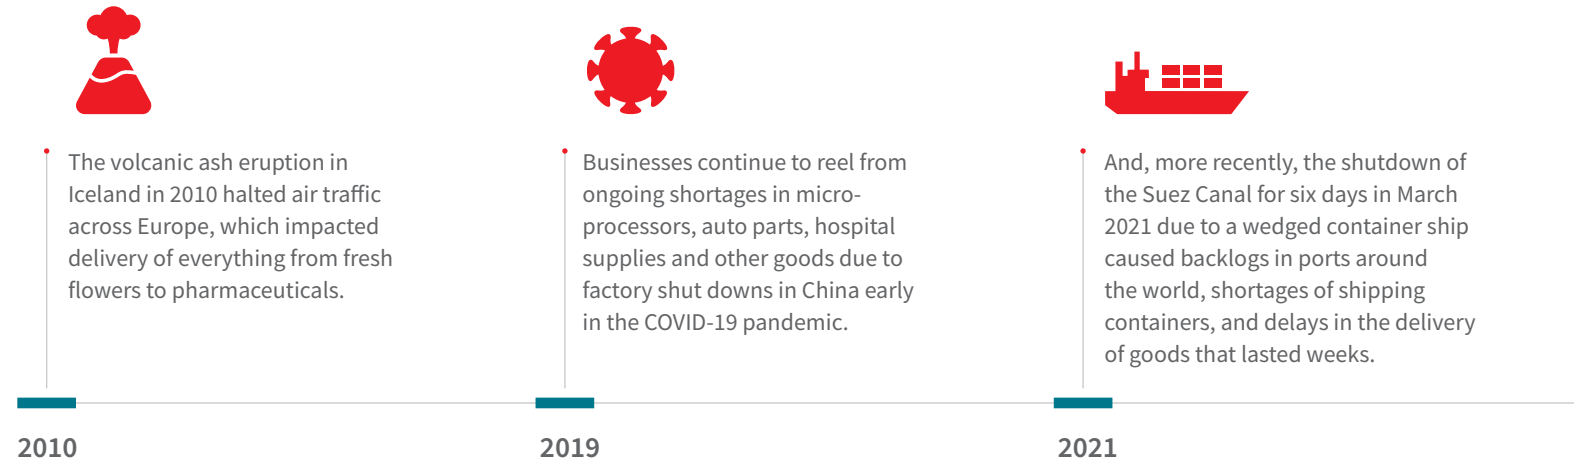 The volcanic ash eruption in
Iceland in 2010 halted air traffic
across Europe, which impacted
delivery of everything from fresh
flowers to pharmaceuticals.
2010
Businesses continue to reel from
ongoing shortages in micro-
processors, auto parts, hospital
supplies and other goods due to
factory shut downs in China early
in the COVID-19 pandemic.
2019
And, more recently, the shutdown of
the Suez Canal for six days in March
2021 due to a wedged container ship
caused backlogs in ports around
the world, shortages of shipping
containers, and delays in the delivery
of goods that lasted weeks.
2021